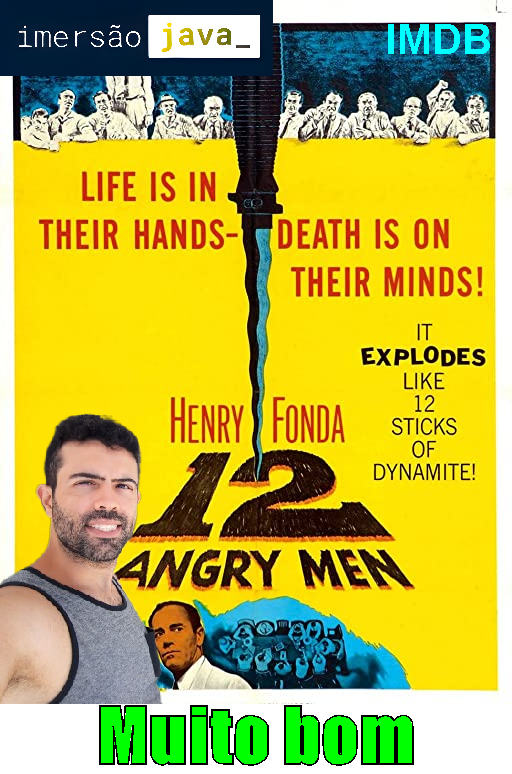 imersão java_
IMDB
LIFE IS IN
THEIR HANDS- DEATH IS ON
THEIR MINDS!
IT
EXPLODES
LIKE
12
STICKS
OF
DYNAMITE!
HENRY FONDA
12
ANGRY MEN
Muito bom